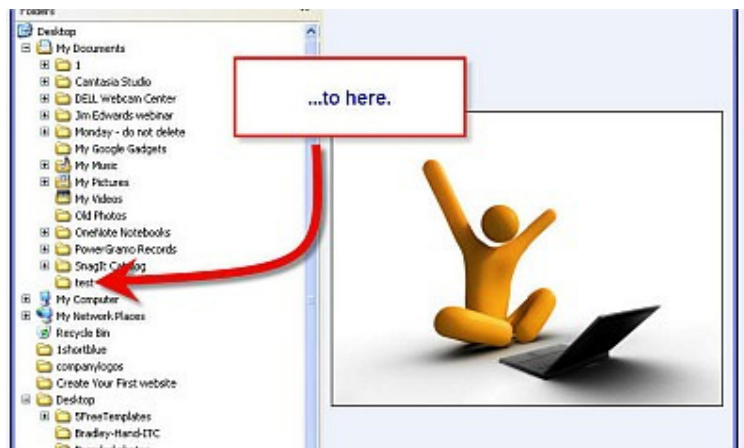 Folders
Desktop
My Documents
1
Camtasia Studio
DELL Webcam Center
Jim Edwards webinar
Monday - do not delete
My Google Gadgets
My Music
My Pictures
My Videos
Old Photos
OneNote Notebooks
PowerGramo Records
SnagIt Catalog
test
My Computer
My Network Places
Recycle Bin
1shortblue
companylogos
Create Your First website
Desktop
5FreeTemplates
Bradley-Hand-ITC
...to here.